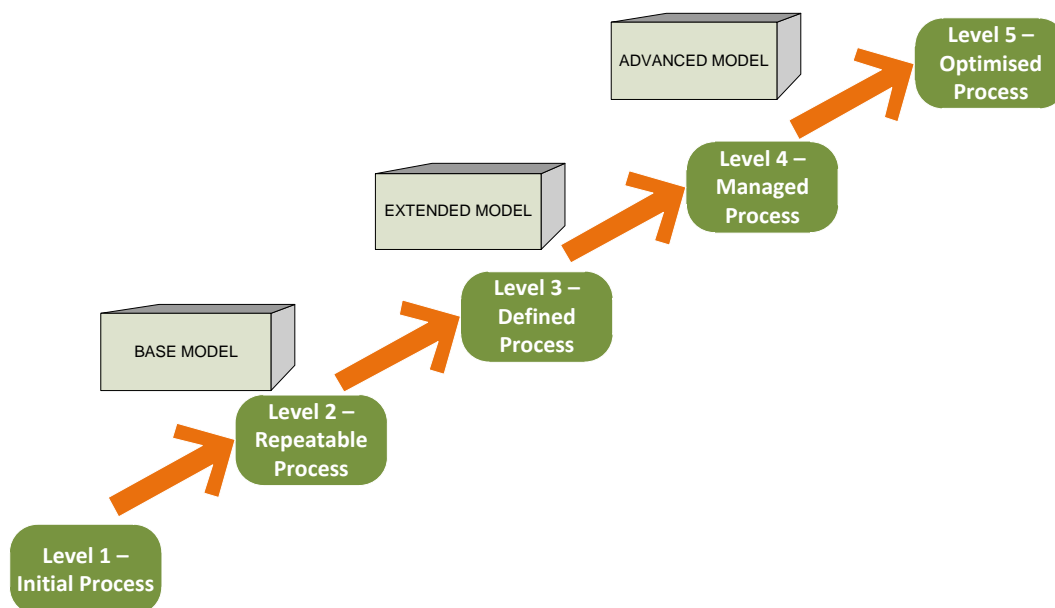 Level 5 –
Optimised
Process
ADVANCED MODEL
Level 4 –
Managed
Process
EXTENDED MODEL
Level 3 –
Defined
Process
BASE MODEL
Level 2 –
Repeatable
Process
Level 1 –
Initial Process